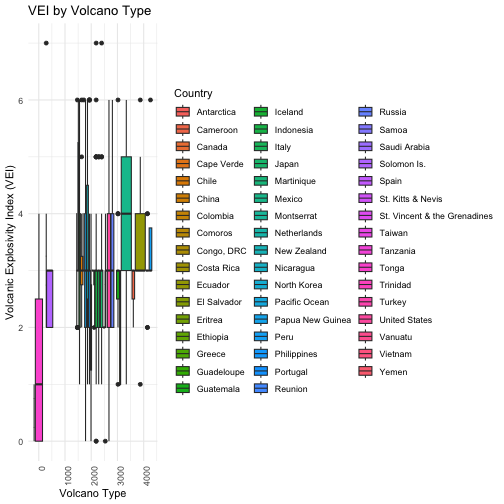 VEI by Volcano Type
Volcanic Explosivity Index (VEI)
6
4
2
0
0
1000
2000
3000
4000
Volcano Type
Country
Antarctica
Cameroon
Canada
Cape Verde
Chile
China
Colombia
Comoros
Congo, DRC
Costa Rica
Ecuador
El Salvador
Eritrea
Ethiopia
Greece
Guadeloupe
Guatemala
Iceland
Indonesia
Italy
Japan
Martinique
Mexico
Montserrat
Netherlands
New Zealand
Nicaragua
North Korea
Pacific Ocean
Papua New Guinea
Peru
Philippines
Portugal
Reunion
Russia
Samoa
Saudi Arabia
Solomon Is.
Spain
St. Kitts & Nevis
St. Vincent & the Grenadines
Taiwan
Tanzania
Tonga
Trinidad
Turkey
United States
Vanuatu
Vietnam
Yemen